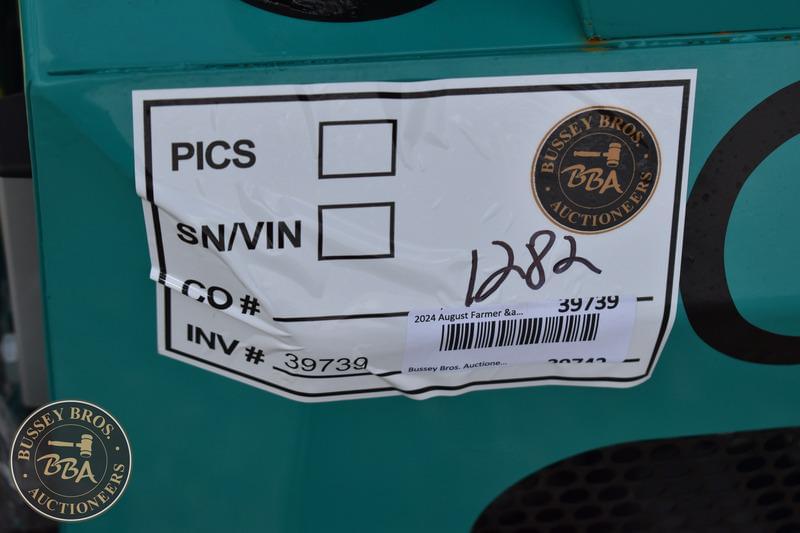 PICS
BUSSEY BROS.
BBA
AUCTIONEERS
SN/VIN
1282
CO #
39739
2024 August Farmer &a...
INV # 39739
Bussey Bros. Auctione...
BUSSEY BROS.
BBA
AUCTIONEERS